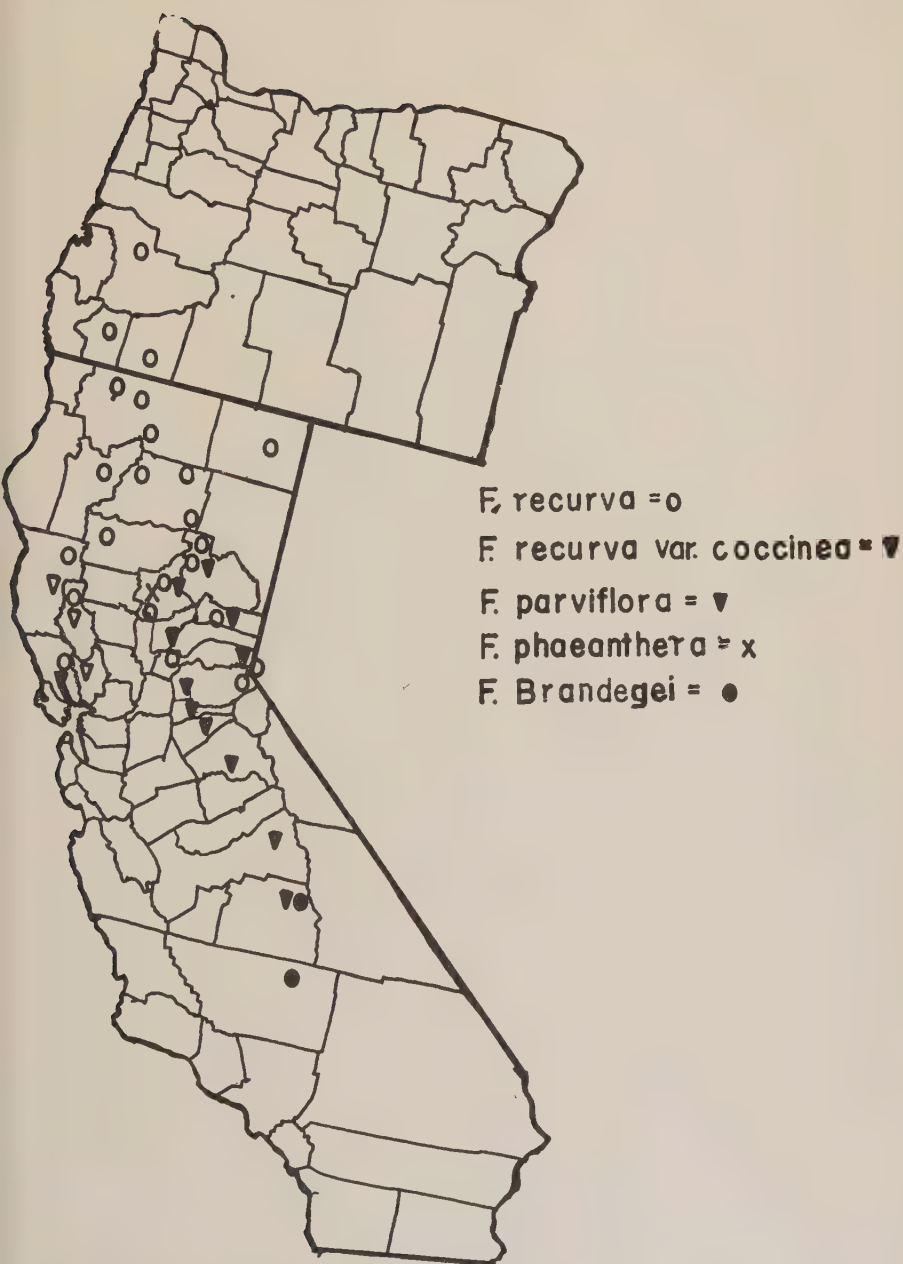 F. recurva = o
F. recurva var. coccinea = ▼
F. parviflora = ▼
F. phaeanthera = x
F. Brandegei = ●